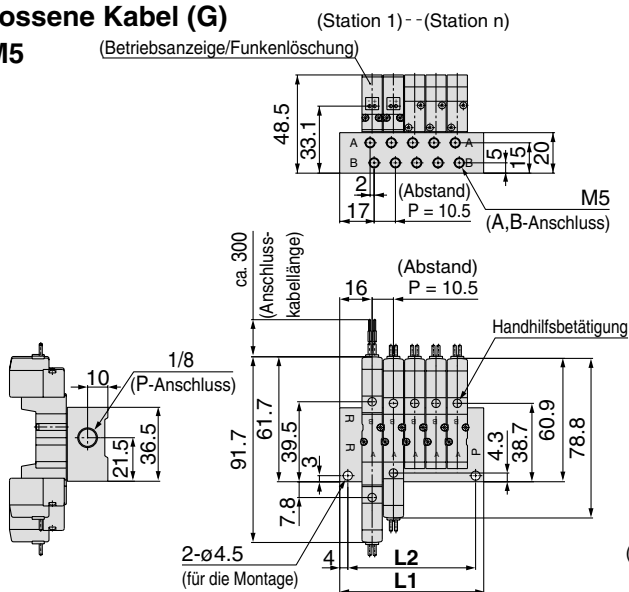 ossene Kabel (G)
M5
(Station 1)--(Station n)
(Betriebsanzeige/Funkenlöschung)
48.5
33.1
A
A
B
B
5
15
20
2
(Abstand)
P = 10.5
17
M5
(A,B-Anschluss)
ca. 300
(Anschluss-
kabellänge)
16
(Abstand)
P = 10.5
Handhilfsbetätigung
1/8
(P-Anschluss)
10
21.5
36.5
91.7
61.7
39.5
3
7.8
R
R
P
B B B B B
A A A A A
4.3
38.7
60.9
78.8
2-ø4.5
(für die Montage)
4
L2
L1
(